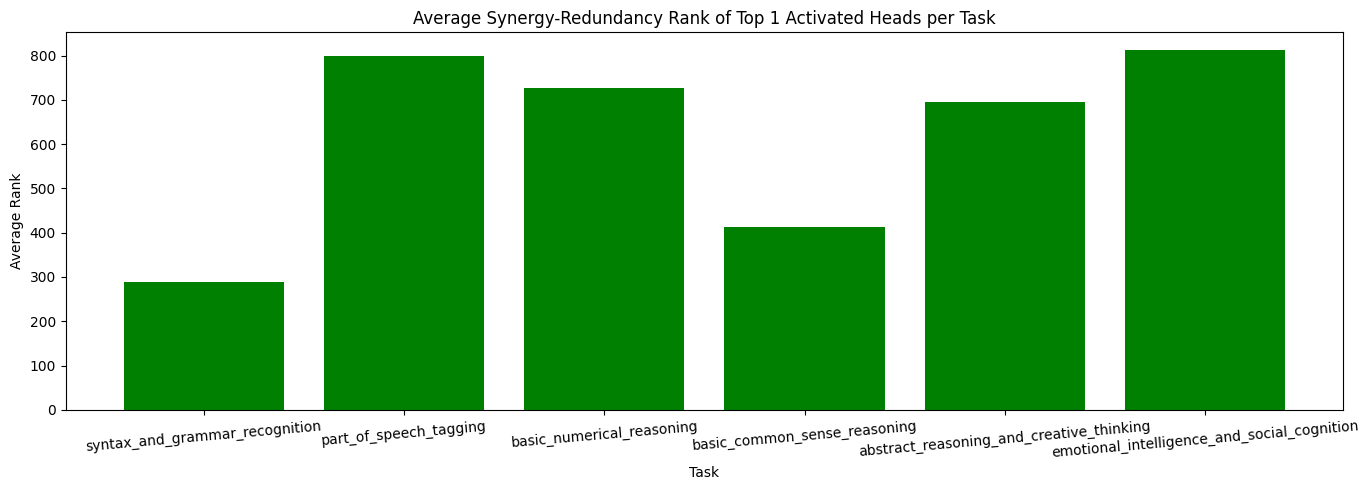 Average Synergy-Redundancy Rank of Top 1 Activated Heads per Task
Average Rank
800
700
600
500
400
300
200
100
0
syntax_and_grammar_recognition
part_of_speech_tagging
basic_numerical_reasoning
basic_common_sense_reasoning
abstract_reasoning_and_creative_thinking
emotional_intelligence_and_social_cognition
Task